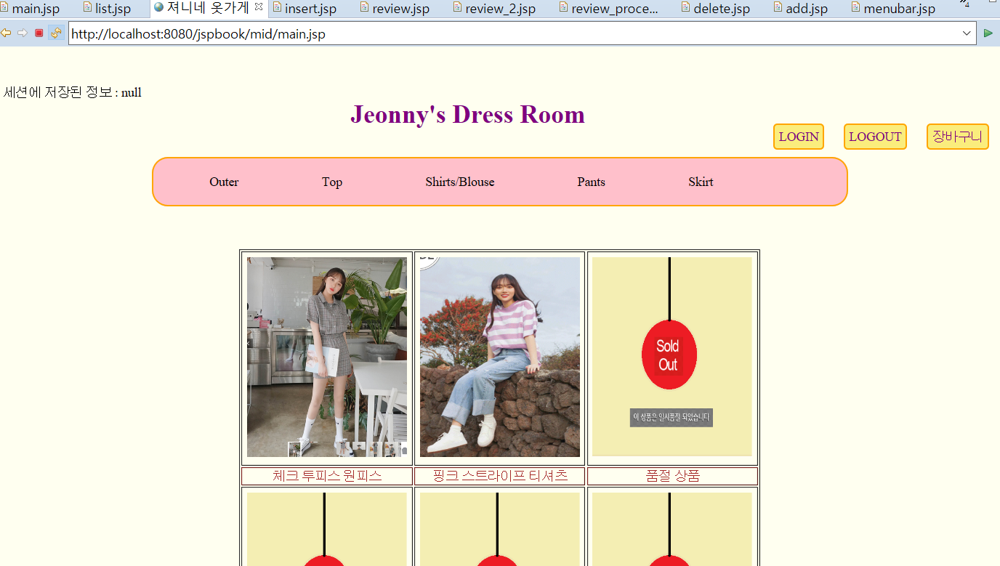 main.jsp list.jsp 져니네 옷가게 insert.jsp review.jsp review_2.jsp review_proce... delete.jsp add.jsp menubar.jsp 4
http://localhost:8080/jspbook/mid/main.jsp
세션에 저장된 정보 : null
Jeonny's Dress Room
LOGIN LOGOUT 장바구니
Outer Top Shirts/Blouse Pants Skirt
Sold
Out
이 상품은 일시품절 되었습니다
체크 투피스 원피스 핑크 스트라이프 티셔츠 품절 상품